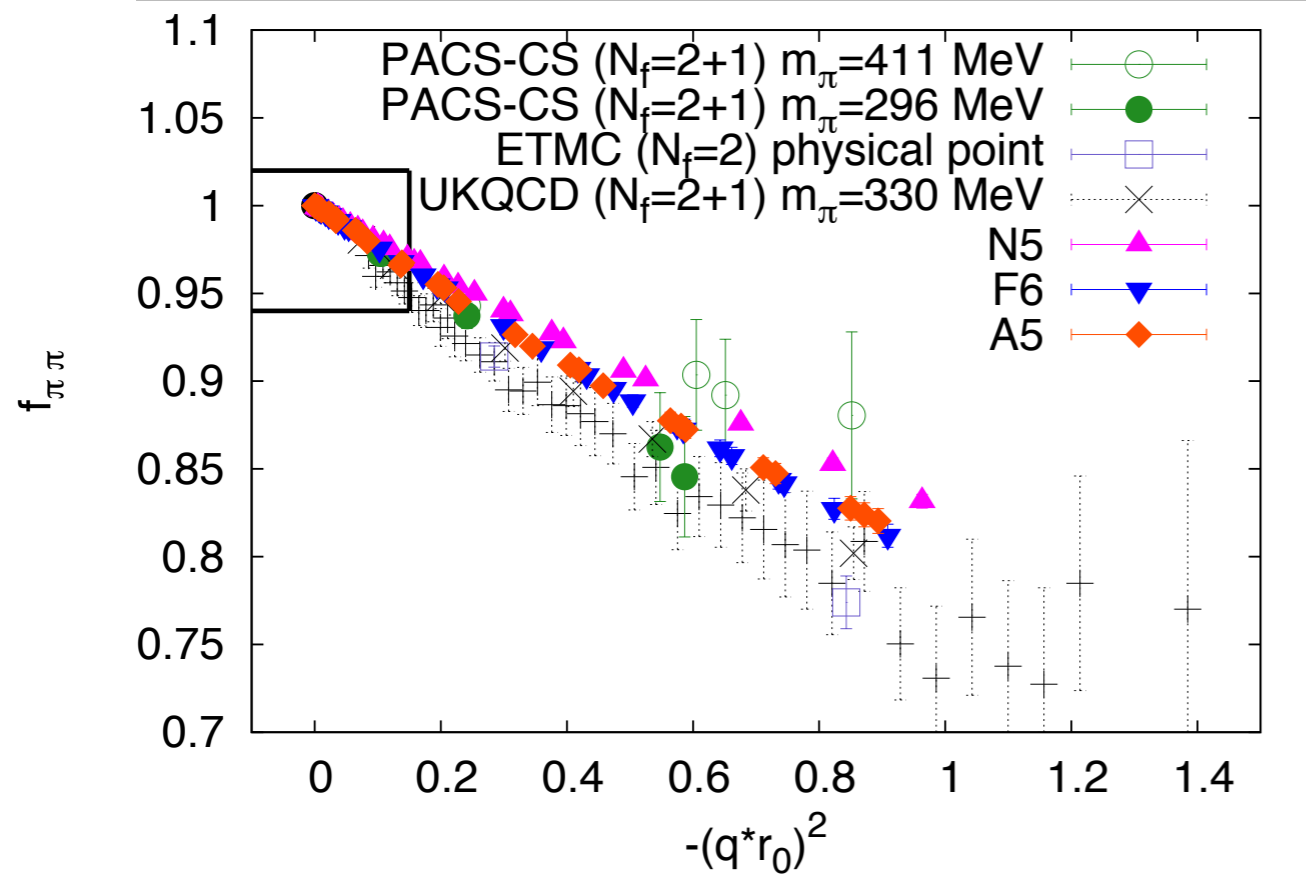 1.1
1.05
1
0.95
0.9
0.85
0.8
0.75
0.7
f_{π π}
PACS-CS (N_f=2+1) m_π=411 MeV
PACS-CS (N_f=2+1) m_π=296 MeV
ETMC (N_f=2) physical point
UKQCD (N_f=2+1) m_π=330 MeV
N5
F6
A5
0 0.2 0.4 0.6 0.8 1 1.2 1.4
-(q*r_0)^2